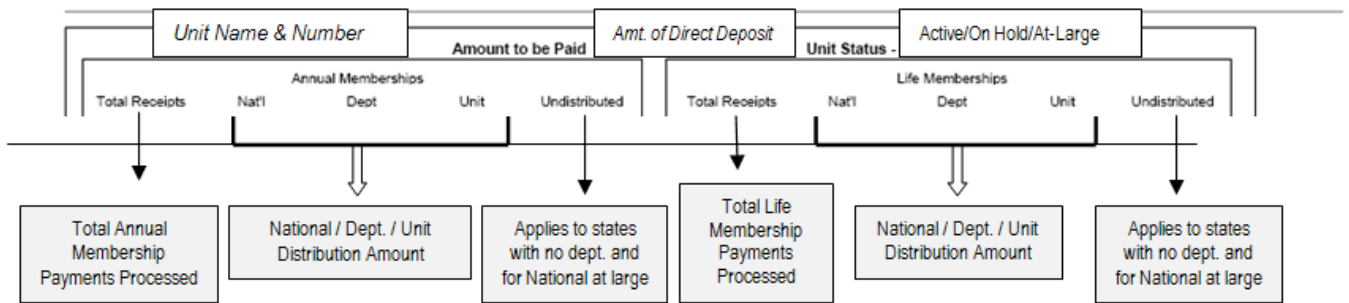 Unit Name & Number
Amt. of Direct Deposit
Active/On Hold/At-Large
Amount to be Paid
Unit Status -
Annual Memberships
Life Memberships
Total Receipts Nat'l Dept Unit Undistributed
Total Receipts Nat'l Dept Unit Undistributed
Total Annual
Membership
Payments Processed
National / Dept. / Unit
Distribution Amount
Applies to states
with no dept. and
for National at large
Total Life
Membership
Payments
Processed
National / Dept. / Unit
Distribution Amount
Applies to states
with no dept. and
for National at large